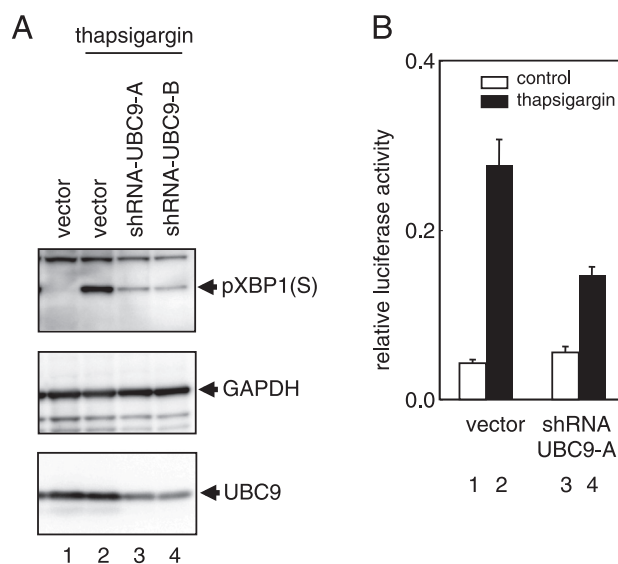 A
thapsigargin
vector
vector
shRNA-UBC9-A
shRNA-UBC9-B
pXBP1(S)
GAPDH
UBC9
1 2 3 4
B
control
thapsigargin
relative luciferase activity
0.4
0.2
0.0
vector
shRNA
UBC9-A
1 2 3 4